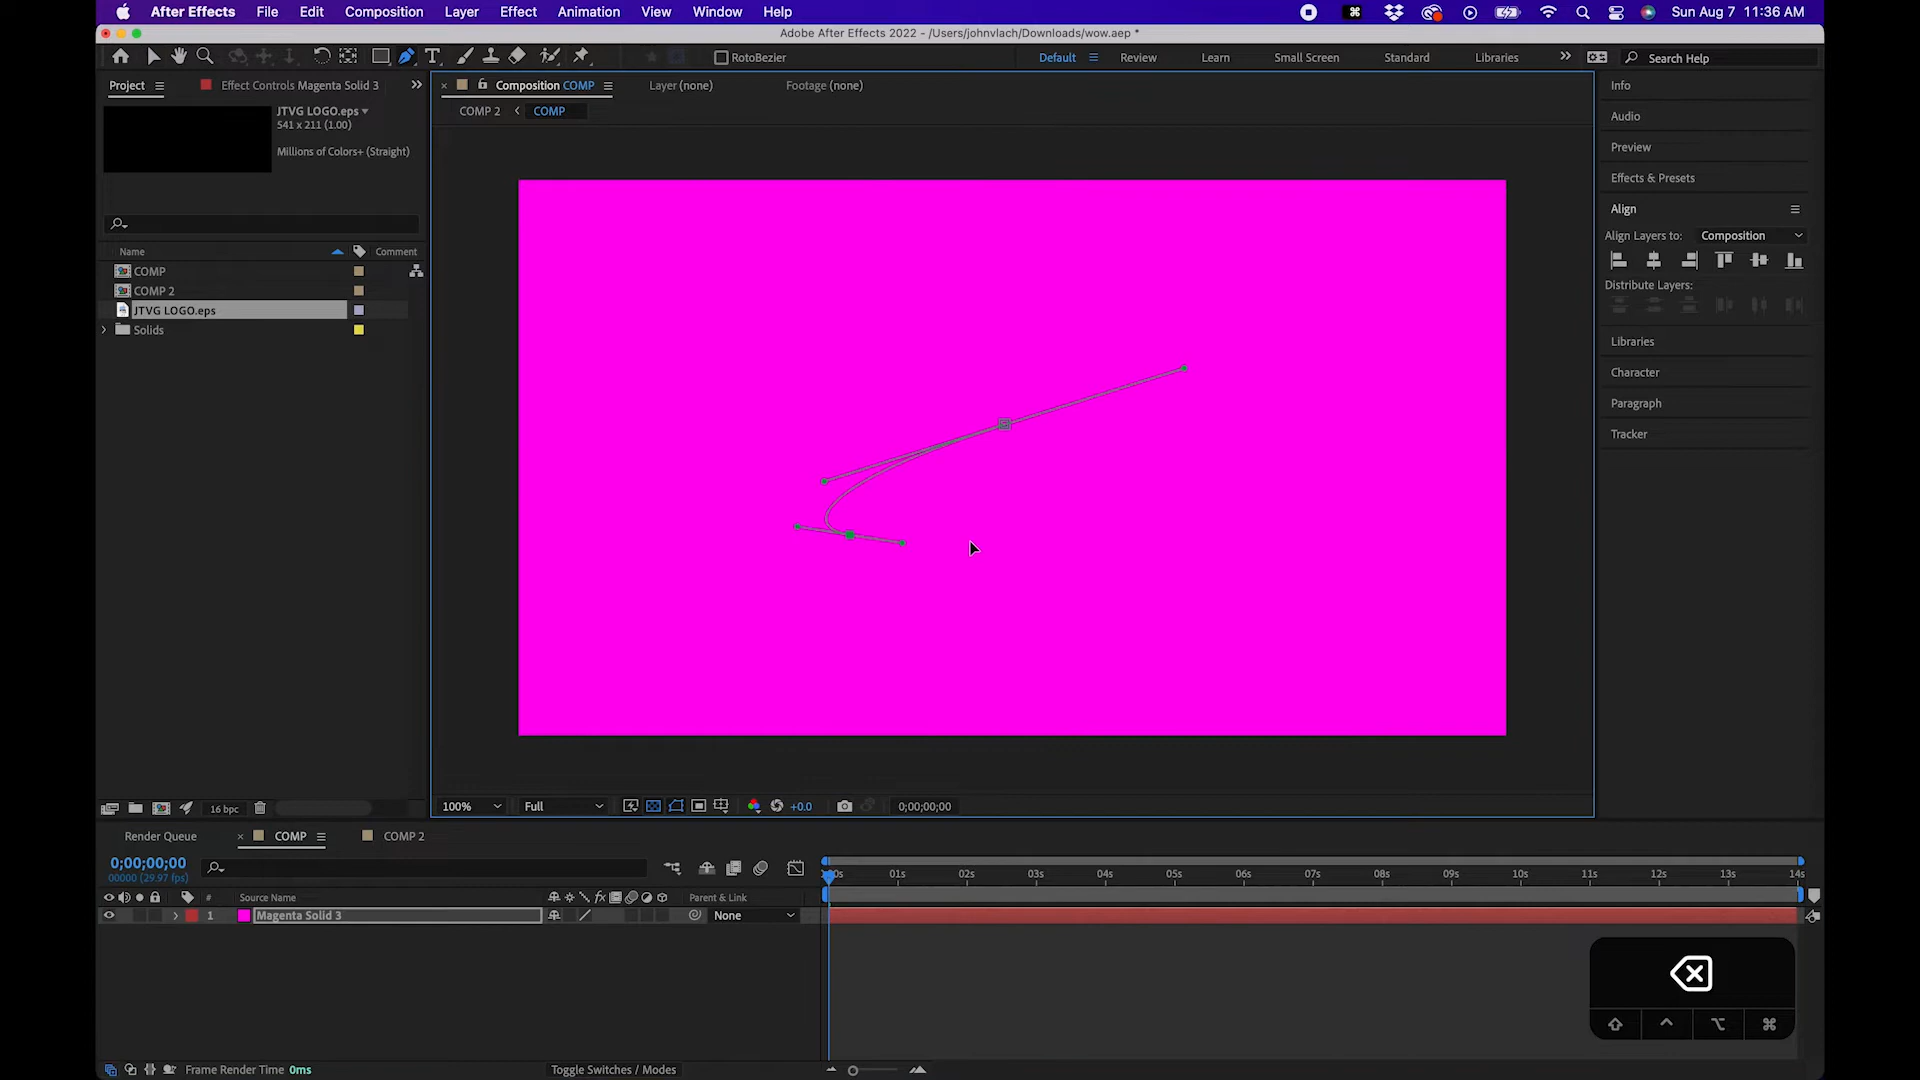 After Effects File Edit Composition Layer Effect Animation View Window Help Sun Aug 7 11:36 AM
Adobe After Effects 2022 - /Users/johnvlach/Downloads/wow.aep *
RotoBezier Default Review Learn Small Screen Standard Libraries Search Help
Project Effect Controls Magenta Solid 3
Composition COMP Layer (none) Footage (none)
COMP 2 COMP
JTVG LOGO.eps
541 x 211 (1.00)
Millions of Colors+ (Straight)
Name Comment
COMP
COMP 2
JTVG LOGO.eps
Solids
16 bpc
100% Full +0.0 0;00;00;00
Info
Audio
Preview
Effects & Presets
Align
Align Layers to: Composition
Distribute Layers:
Libraries
Character
Paragraph
Tracker
Render Queue COMP COMP 2
0;00;00;00
00000 (29.97 fps)
01s 02s 03s 04s 05s 06s 07s 08s 09s 10s 11s 12s 13s 14s
# Source Name Parent & Link
1 Magenta Solid 3 None
Frame Render Time 0ms Toggle Switches / Modes